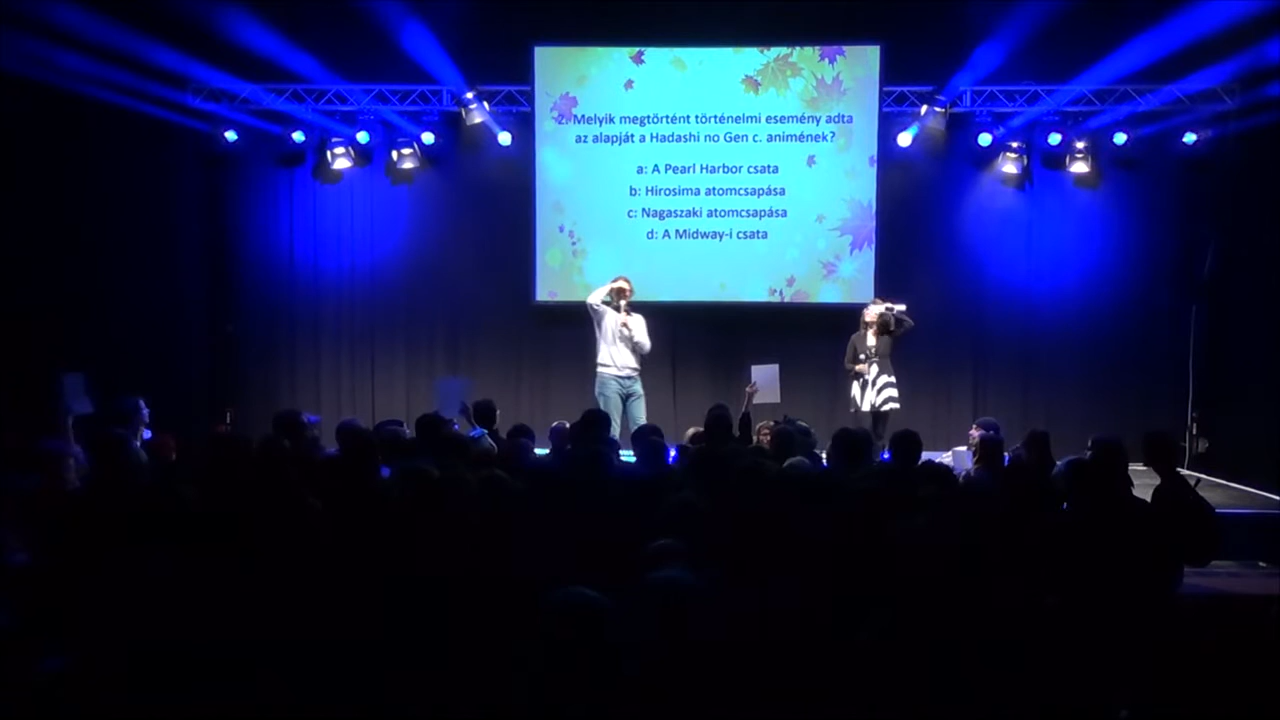 2. Melyik megtörtént történelmi esemény adta
az alapját a Hadashi no Gen c. animének?
a: A Pearl Harbor csata
b: Hirosima atomcsapása
c: Nagaszaki atomcsapása
d: A Midway-i csata